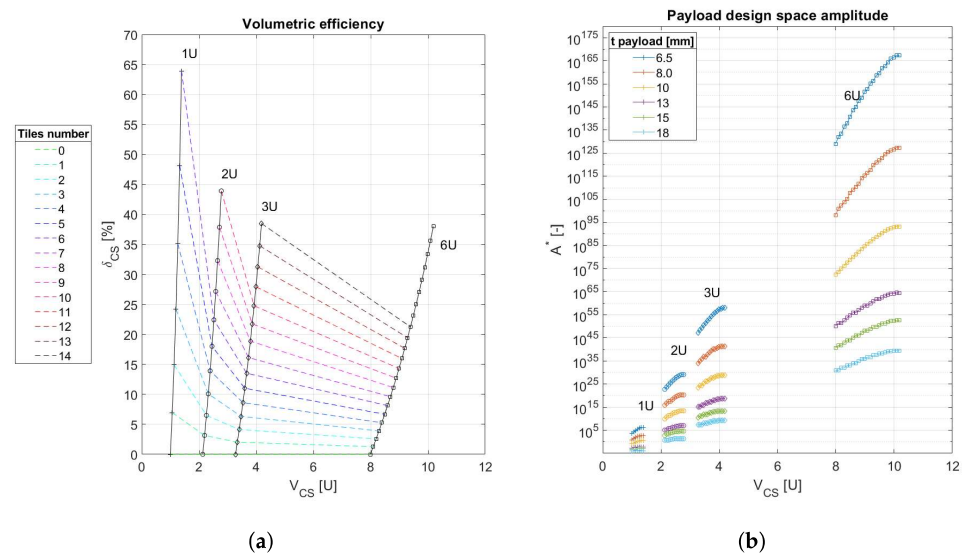 Volumetric efficiency
Tiles number
0
1
2
3
4
5
6
7
8
9
10
11
12
13
14
δCS [%]
70
65
60
55
50
45
40
35
30
25
20
15
10
5
0
1U
2U
3U
6U
0 2 4 6 8 10 12
VCS [U]
(a)
Payload design space amplitude
t payload [mm]
6.5
8.0
10
13
15
18
A* [-]
10^175
10^165
10^155
10^145
10^135
10^125
10^115
10^105
10^95
10^85
10^75
10^65
10^55
10^45
10^35
10^25
10^15
10^5
1U
2U
3U
6U
0 2 4 6 8 10 12
VCS [U]
(b)